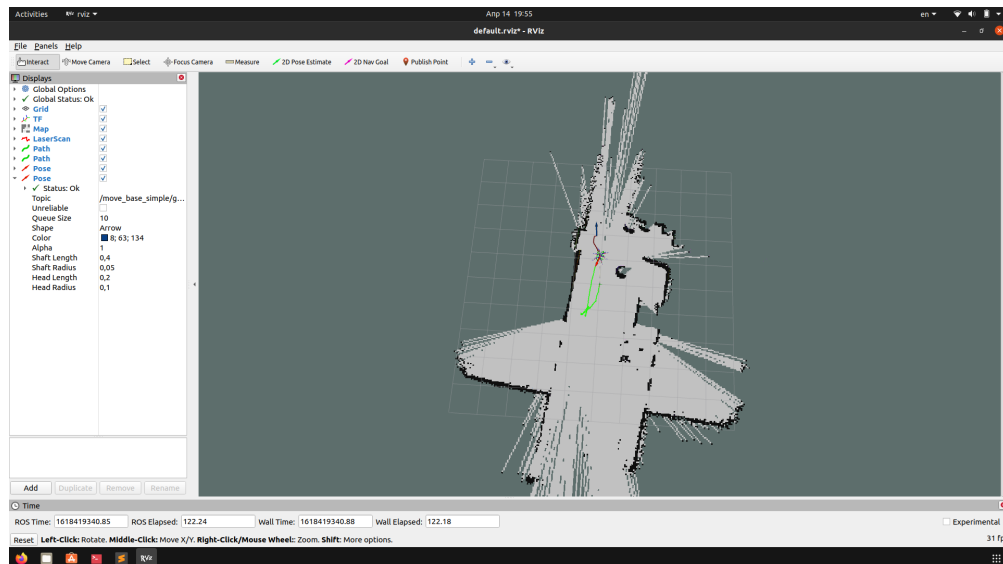 Activities RViz rviz Апр 14 19:55 en
default.rviz* - RViz
File Panels Help
Interact Move Camera Select Focus Camera Measure 2D Pose Estimate 2D Nav Goal Publish Point
Displays
Global Options
Global Status: Ok
Grid
TF
Map
LaserScan
Path
Path
Pose
Pose
Status: Ok
Topic /move_base_simple/g...
Unreliable
Queue Size 10
Shape Arrow
Color 8; 63; 134
Alpha 1
Shaft Length 0,4
Shaft Radius 0,05
Head Length 0,2
Head Radius 0,1
Add Duplicate Remove Rename
Time
ROS Time: 1618419340.85 ROS Elapsed: 122.24 Wall Time: 1618419340.88 Wall Elapsed: 122.18 Experimental
Reset Left-Click: Rotate. Middle-Click: Move X/Y. Right-Click/Mouse Wheel:: Zoom. Shift: More options. 31 fp
RViz